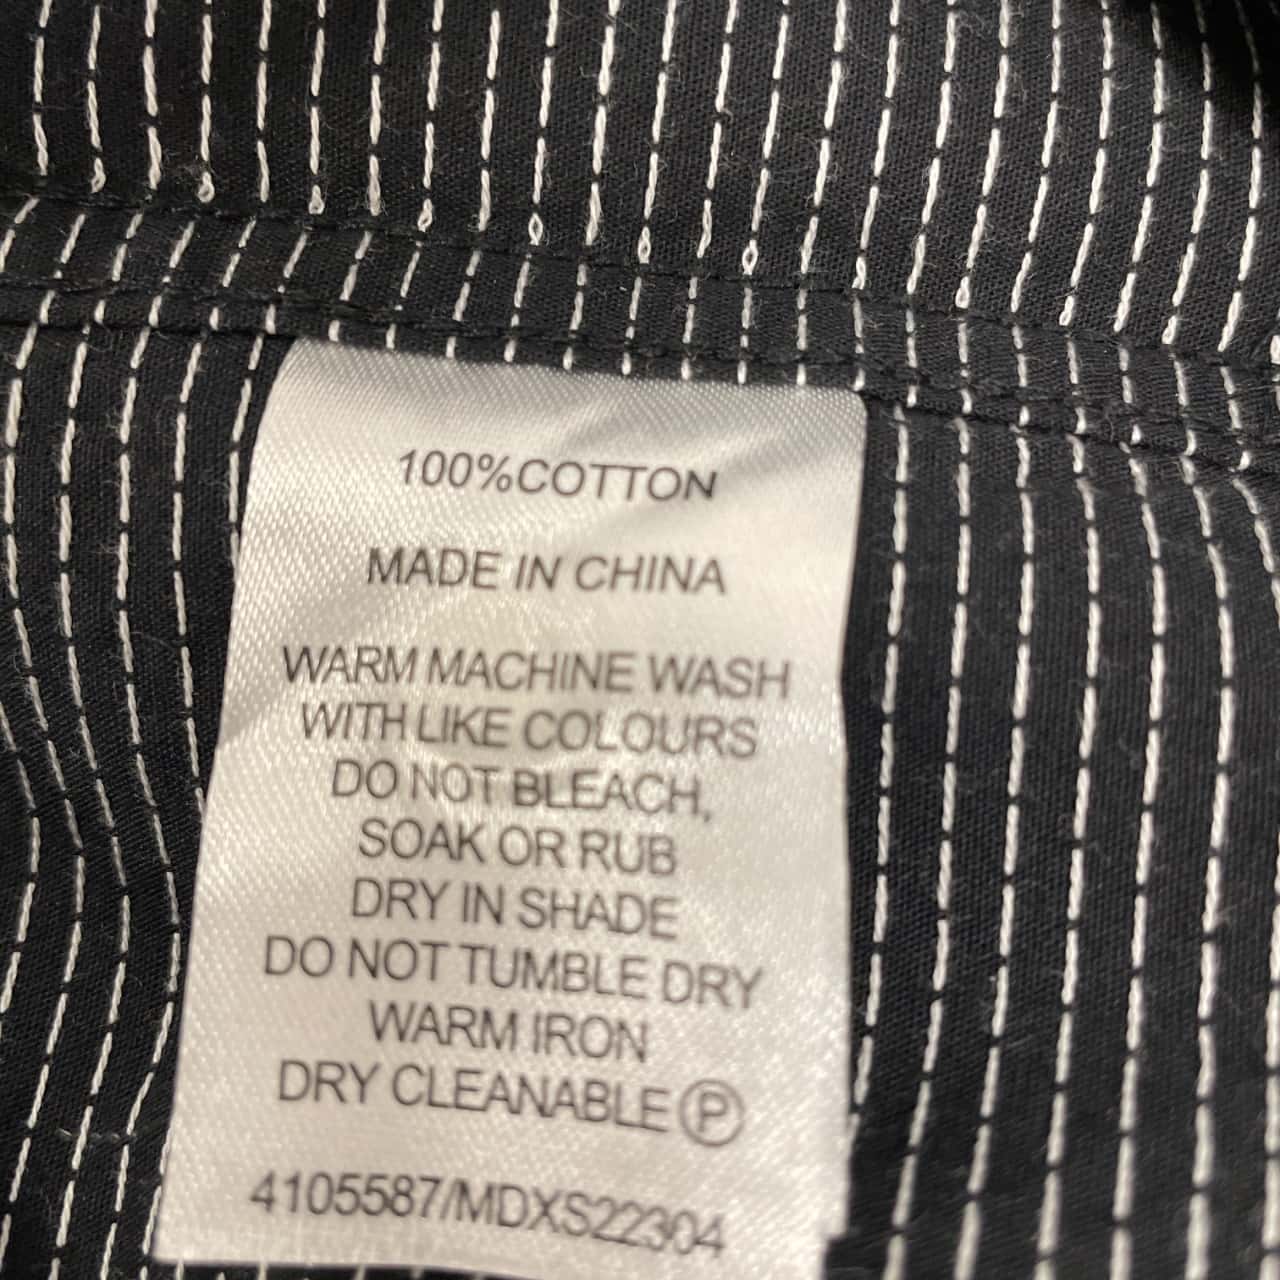 100%COTTON
MADE IN CHINA
WARM MACHINE WASH
WITH LIKE COLOURS
DO NOT BLEACH,
SOAK OR RUB
DRY IN SHADE
DO NOT TUMBLE DRY
WARM IRON
DRY CLEANABLE Ⓟ
4105587/MDXS22304